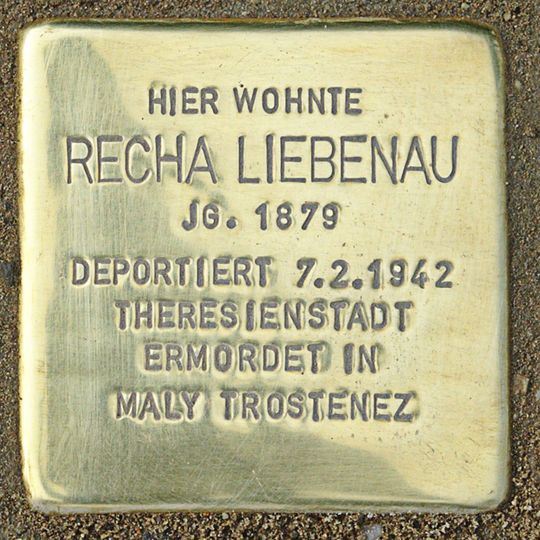 HIER WOHNTE
RECHA LIEBENAU
JG. 1879
DEPORTIERT 7.2.1942
THERESIENSTADT
ERMORDET IN
MALY TROSTENEZ